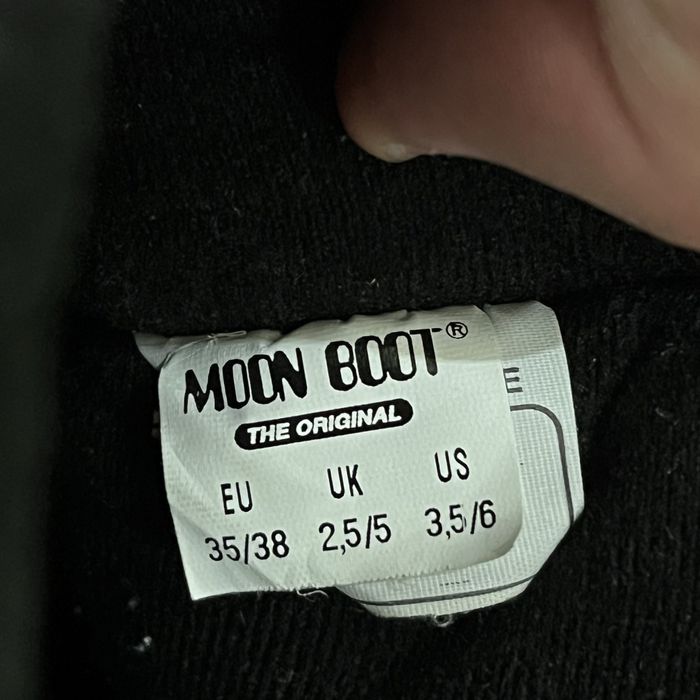 MOON BOOT®
THE ORIGINAL
EU UK US
35/38 2,5/5 3,5/6
E